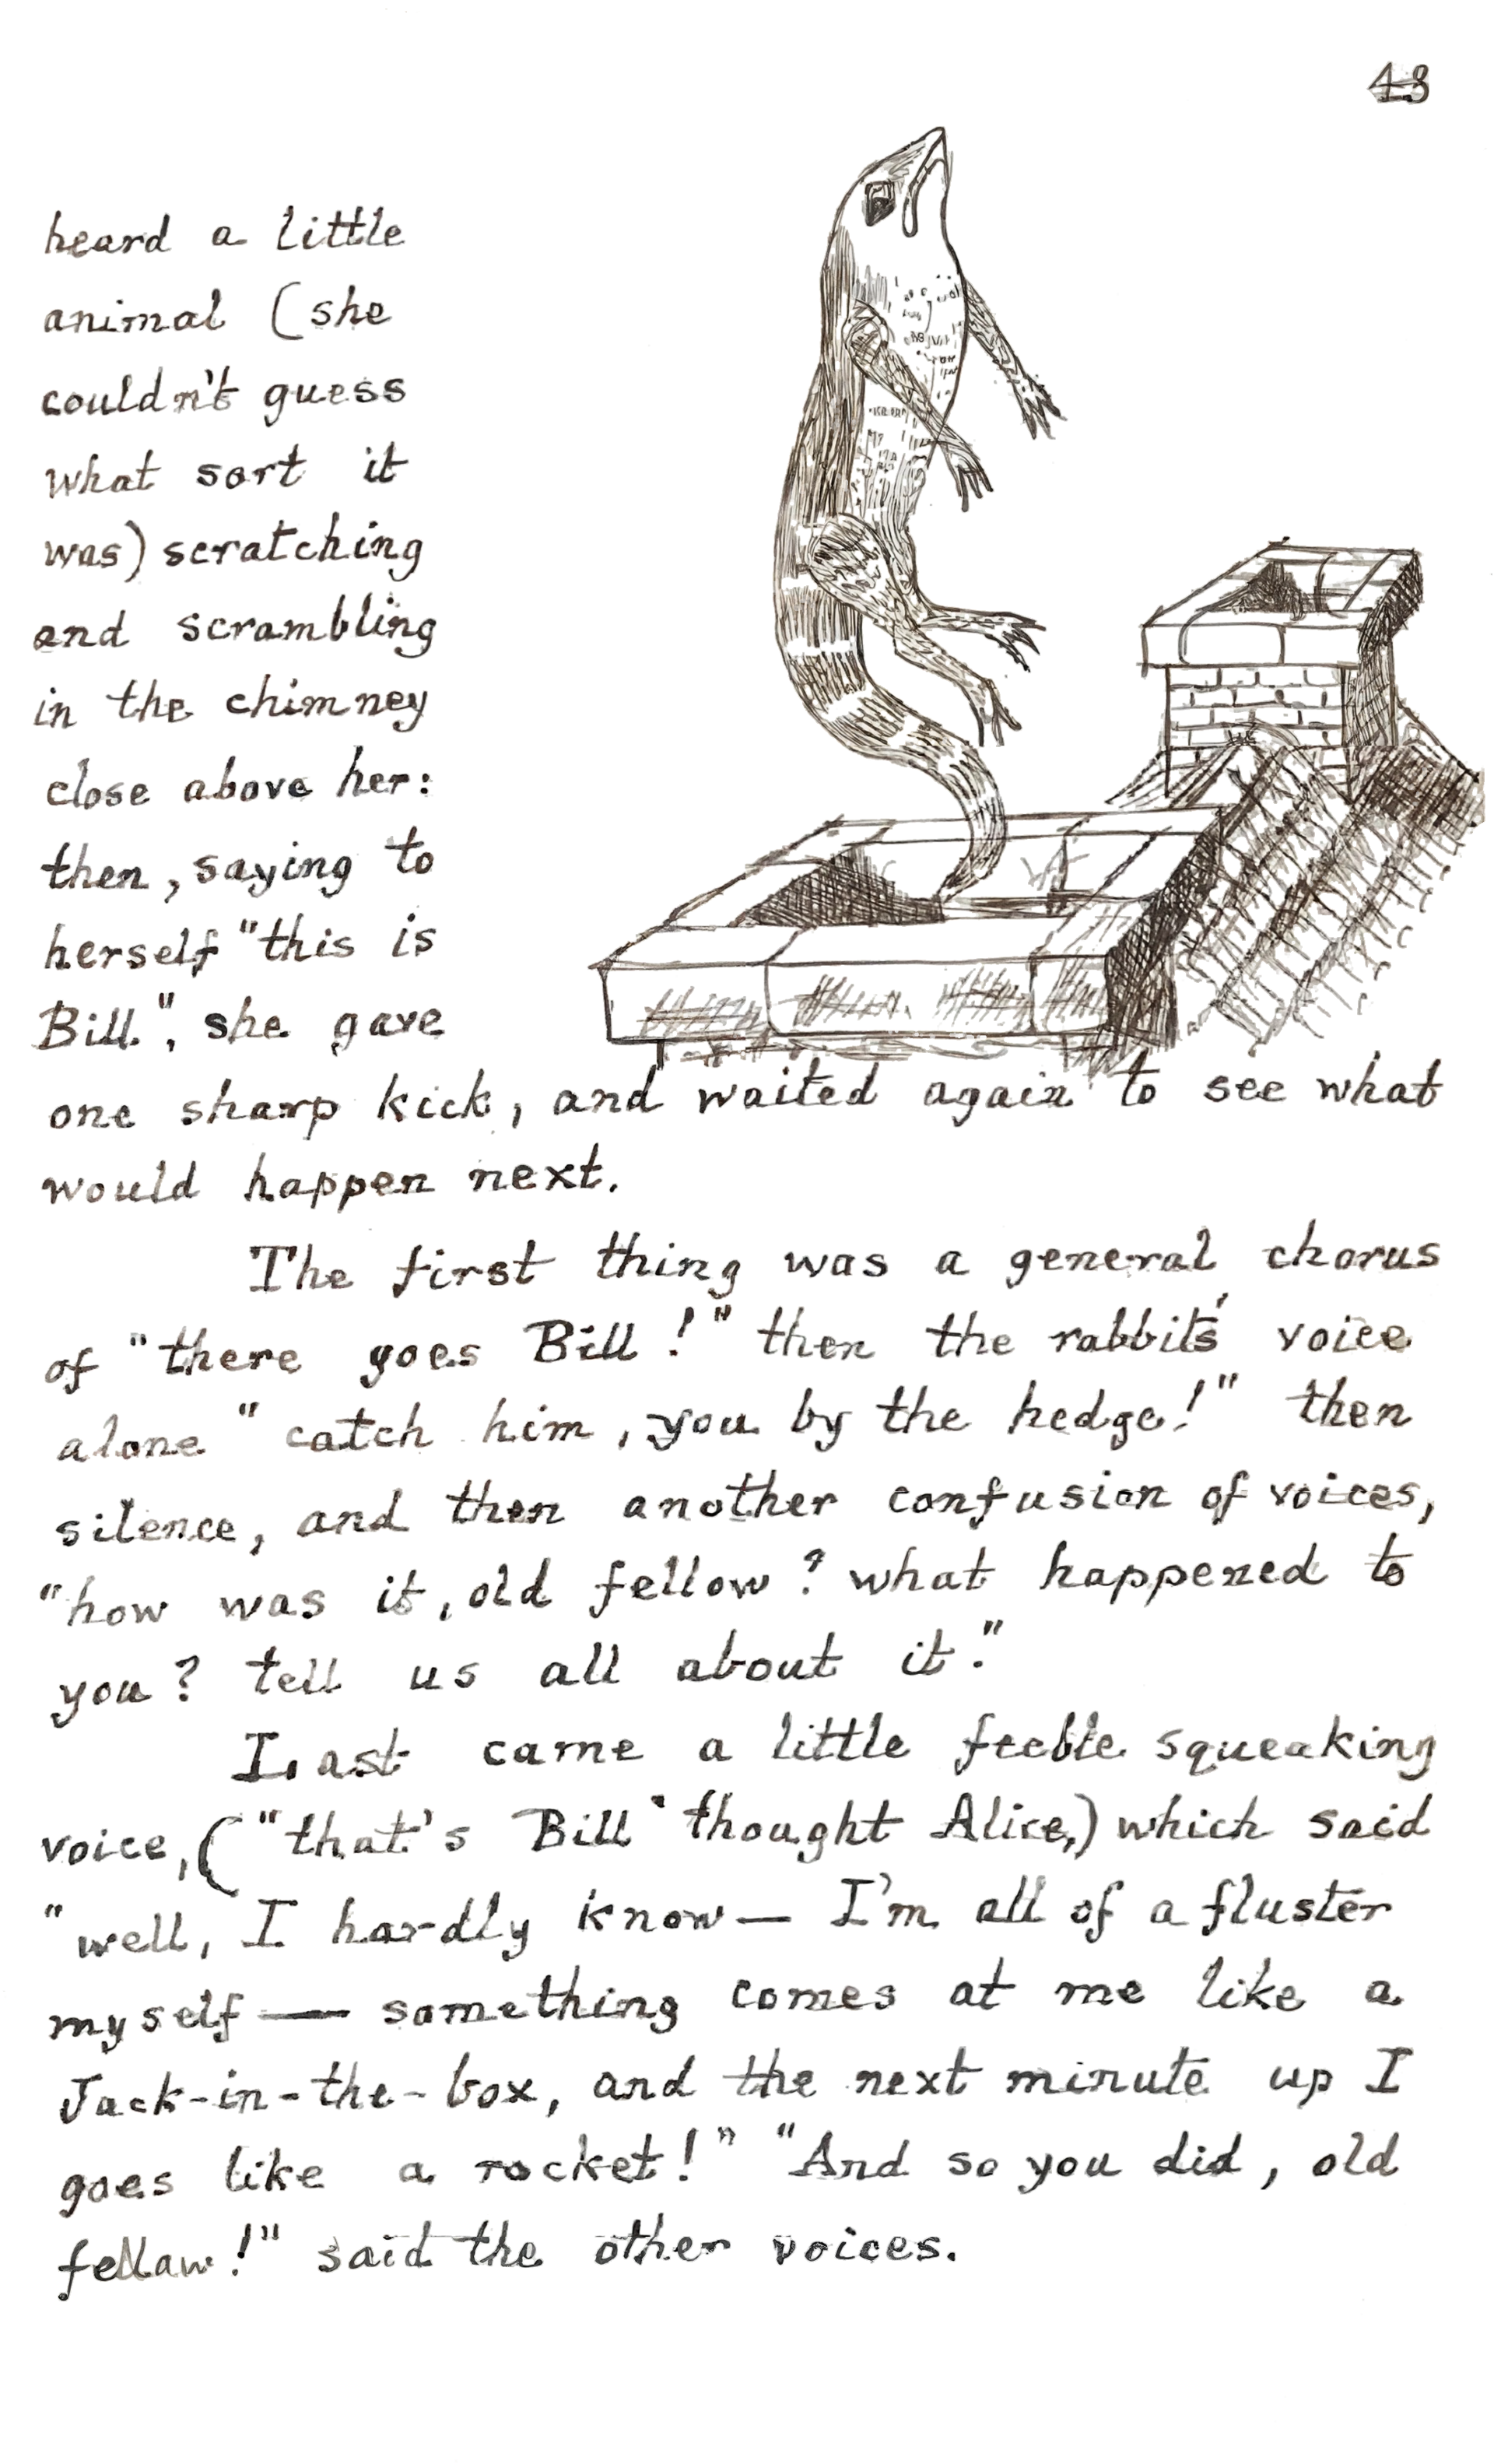 43
heard a little
animal (she
couldn't guess
what sort it
was) scratching
and scrambling
in the chimney
close above her:
then, saying to
herself "this is
Bill", she gave
one sharp kick, and waited again to see what
would happen next.
The first thing was a general chorus
of "there goes Bill!" then the rabbit's voice
alone "catch him, you by the hedge!" then
silence, and then another confusion of voices,
"how was it, old fellow? what happened to
you? tell us all about it."
Last came a little feeble squeaking
voice, ("that's Bill" thought Alice,) which said
"well, I hardly know — I'm all of a fluster
myself — something comes at me like a
Jack-in-the-box, and the next minute up I
goes like a rocket!" "And so you did, old
fellow!" said the other voices.